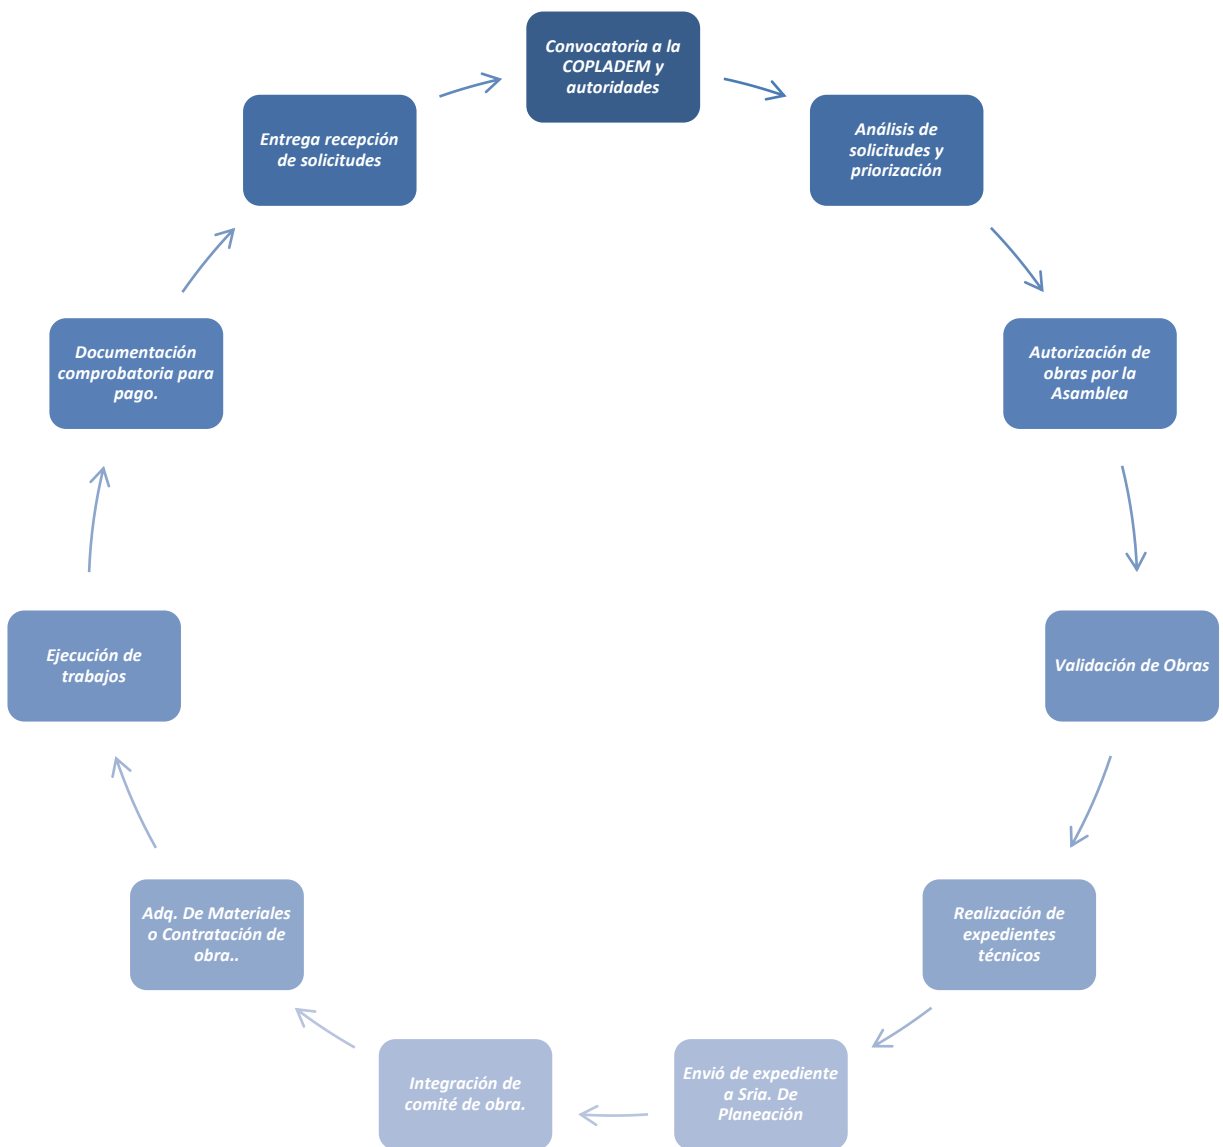 Convocatoria a la
COPLADEM y
autoridades
Análisis de
solicitudes y
priorización
Autorización de
obras por la
Asamblea
Validación de Obras
Realización de
expedientes
técnicos
Envió de expediente
a Sria. De
Planeación
Integración de
comité de obra.
Adq. De Materiales
o Contratación de
obra..
Ejecución de
trabajos
Documentación
comprobatoria para
pago.
Entrega recepción
de solicitudes